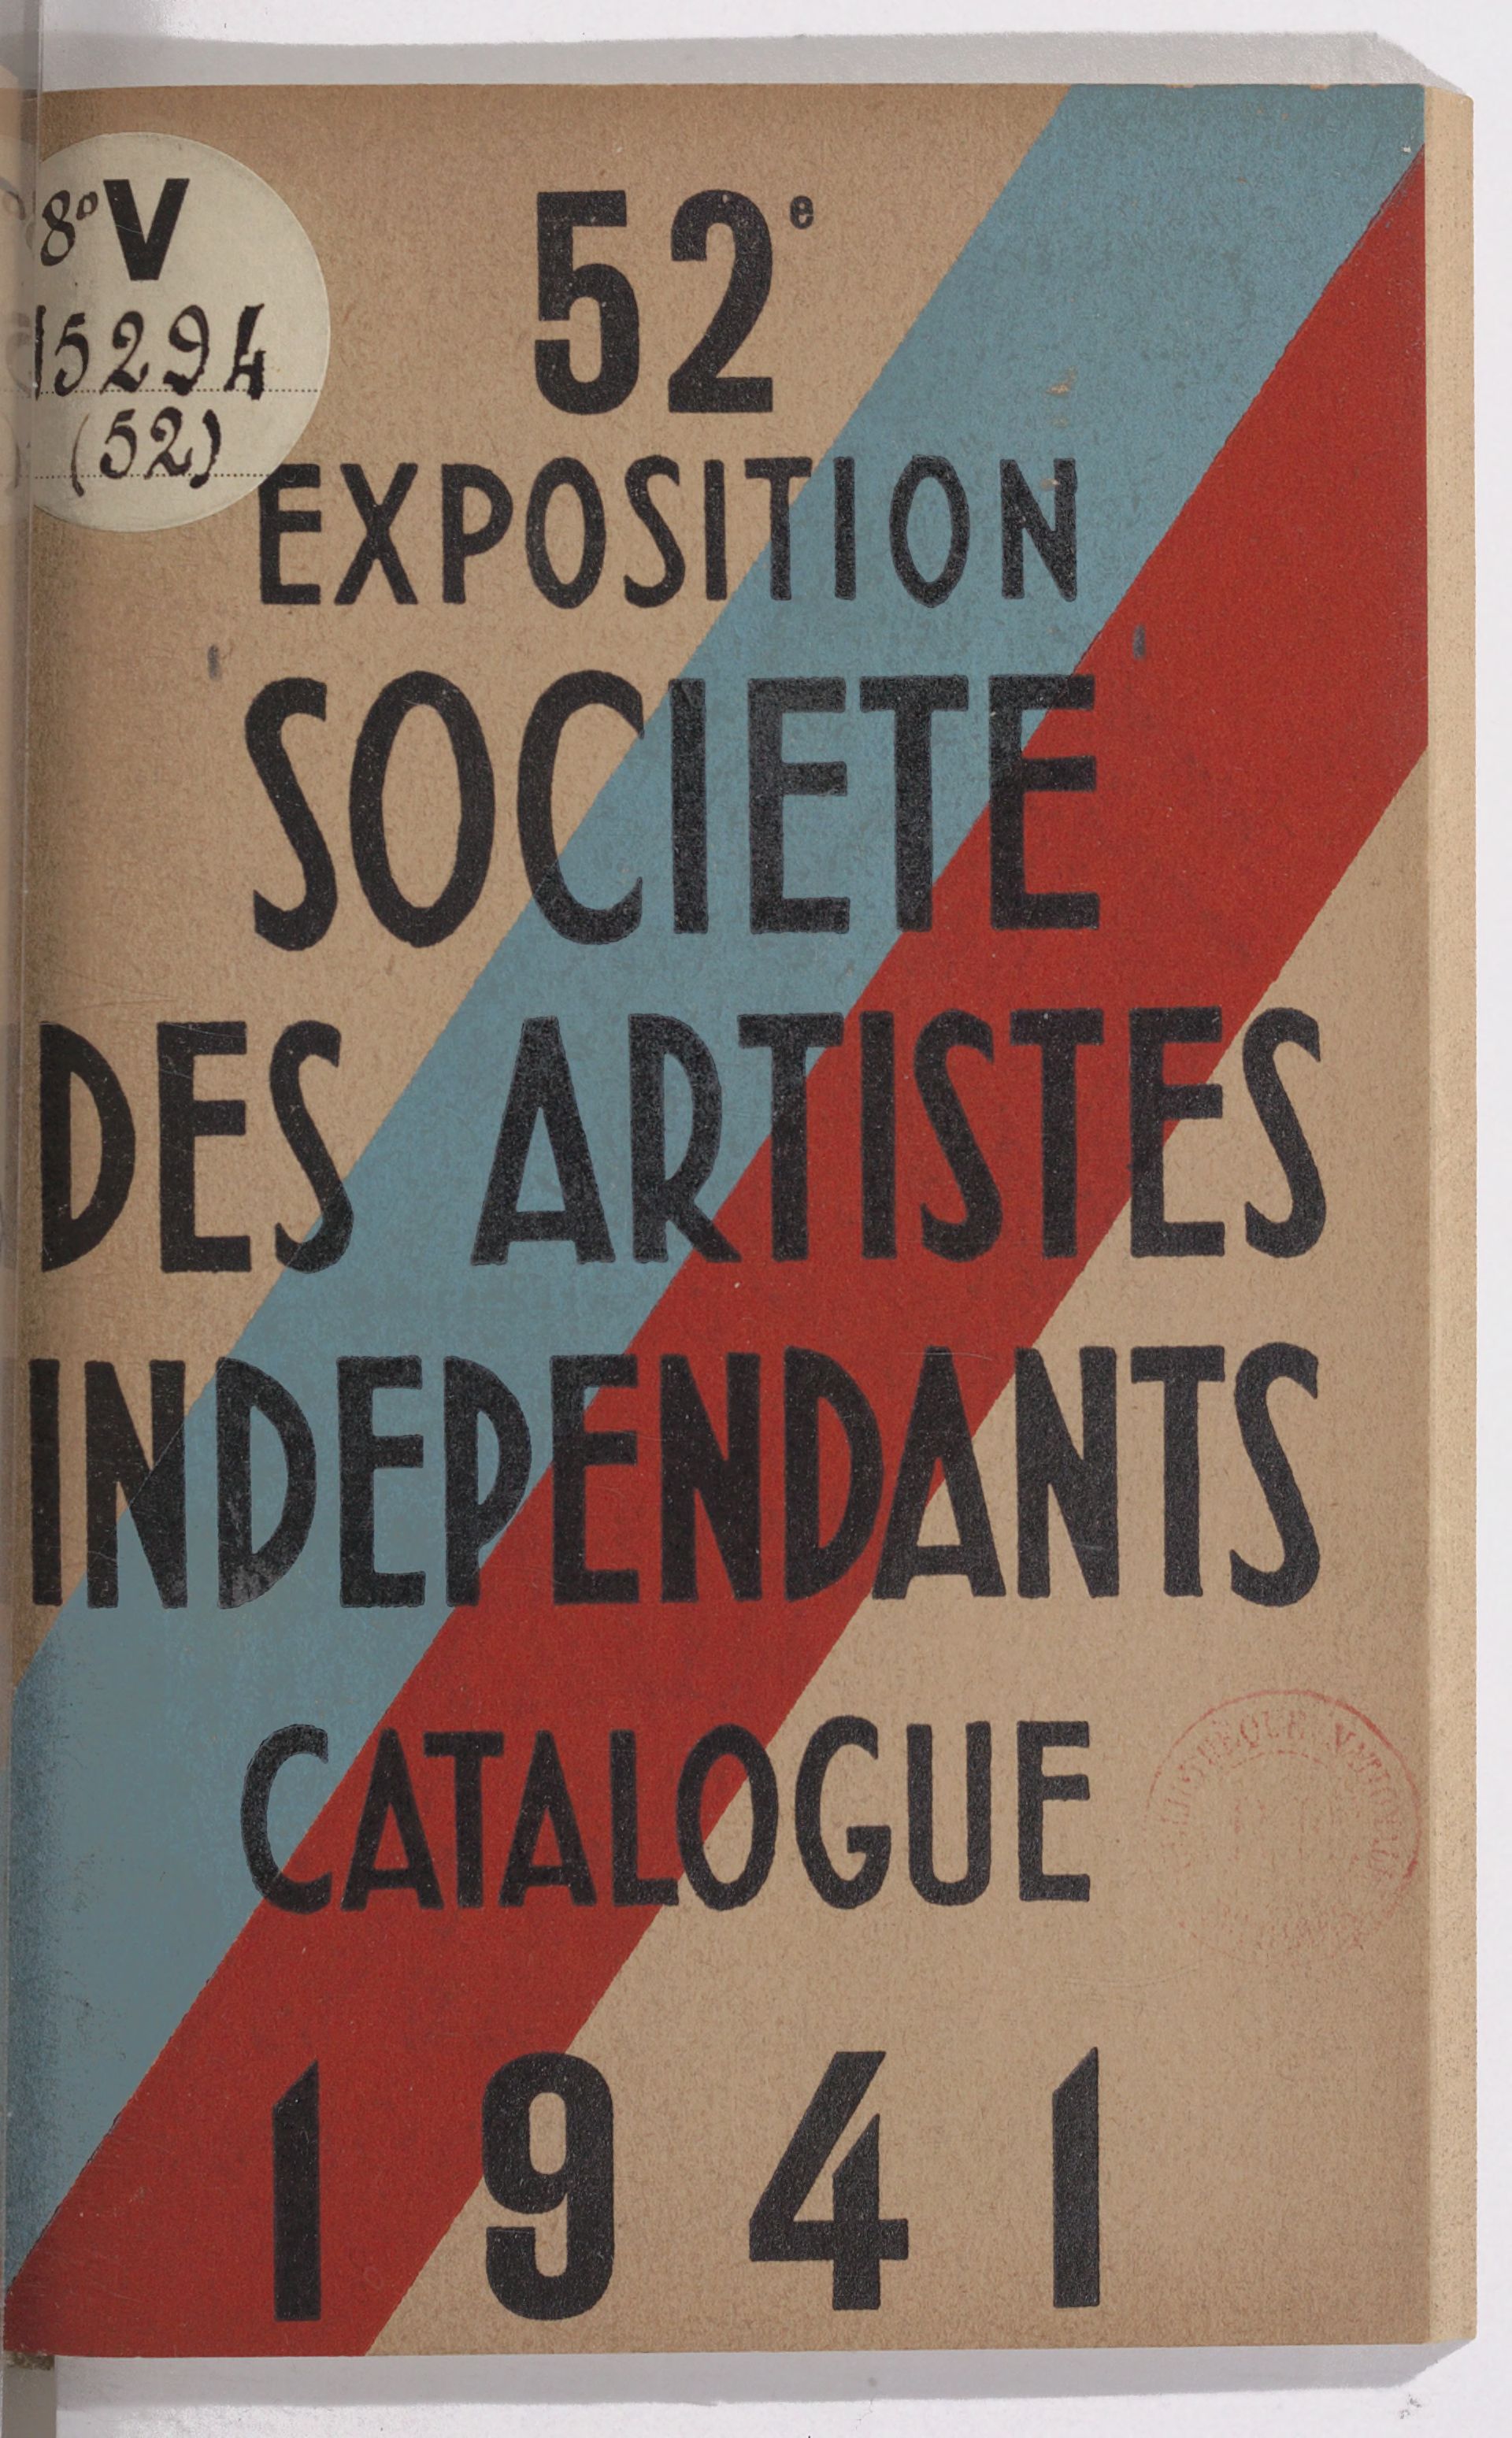 8° V
15294
(52)
52e
EXPOSITION
SOCIETE
DES ARTISTES
INDEPENDANTS
CATALOGUE
1941